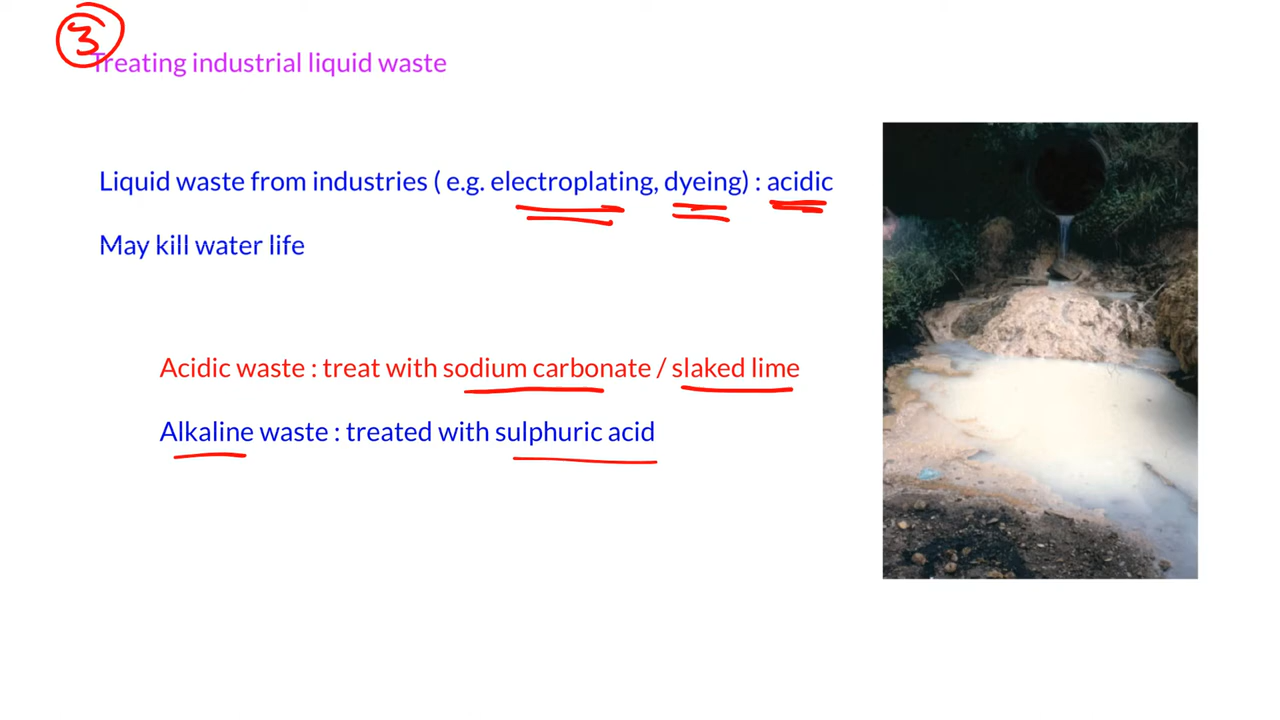 3
Treating industrial liquid waste
Liquid waste from industries ( e.g. electroplating, dyeing) : acidic
May kill water life
Acidic waste : treat with sodium carbonate / slaked lime
Alkaline waste : treated with sulphuric acid